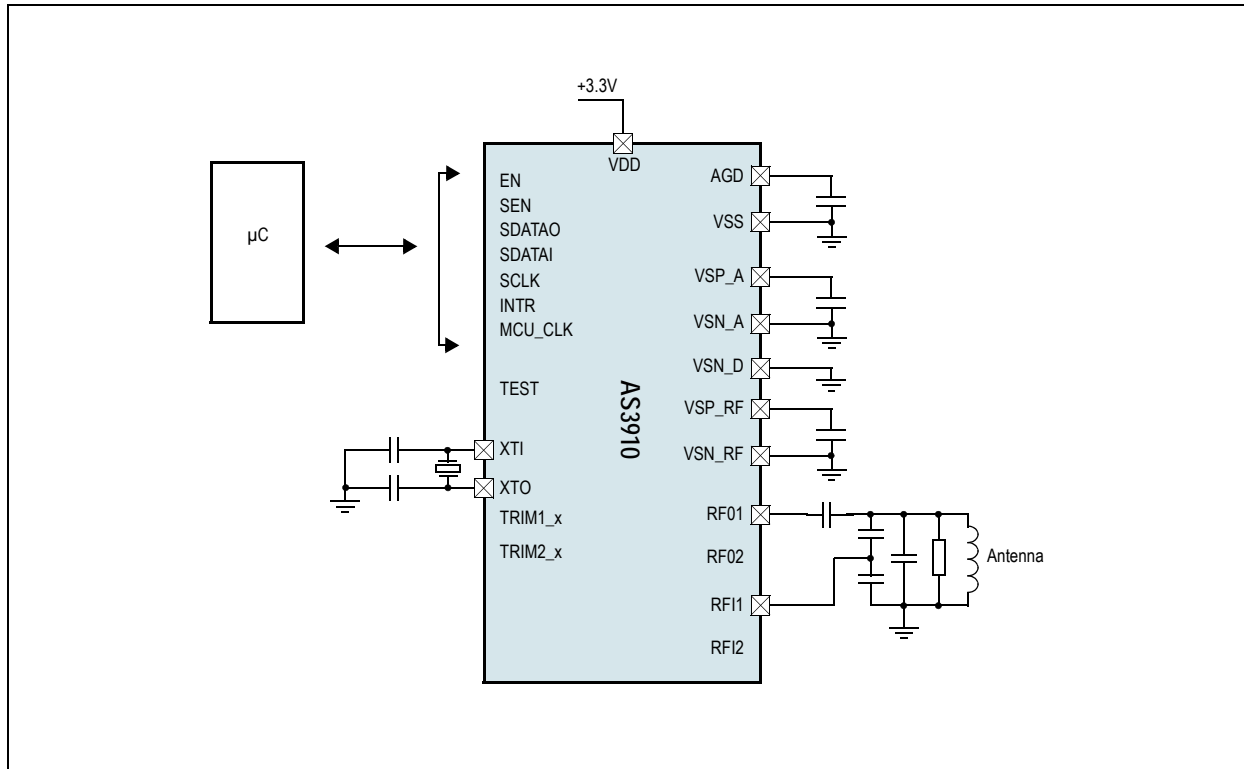 +3.3V
VDD
µC
EN
SEN
SDATAO
SDATAI
SCLK
INTR
MCU_CLK
TEST
XTI
XTO
TRIM1_x
TRIM2_x
AS3910
AGD
VSS
VSP_A
VSN_A
VSN_D
VSP_RF
VSN_RF
RF01
RF02
RFI1
RFI2
Antenna